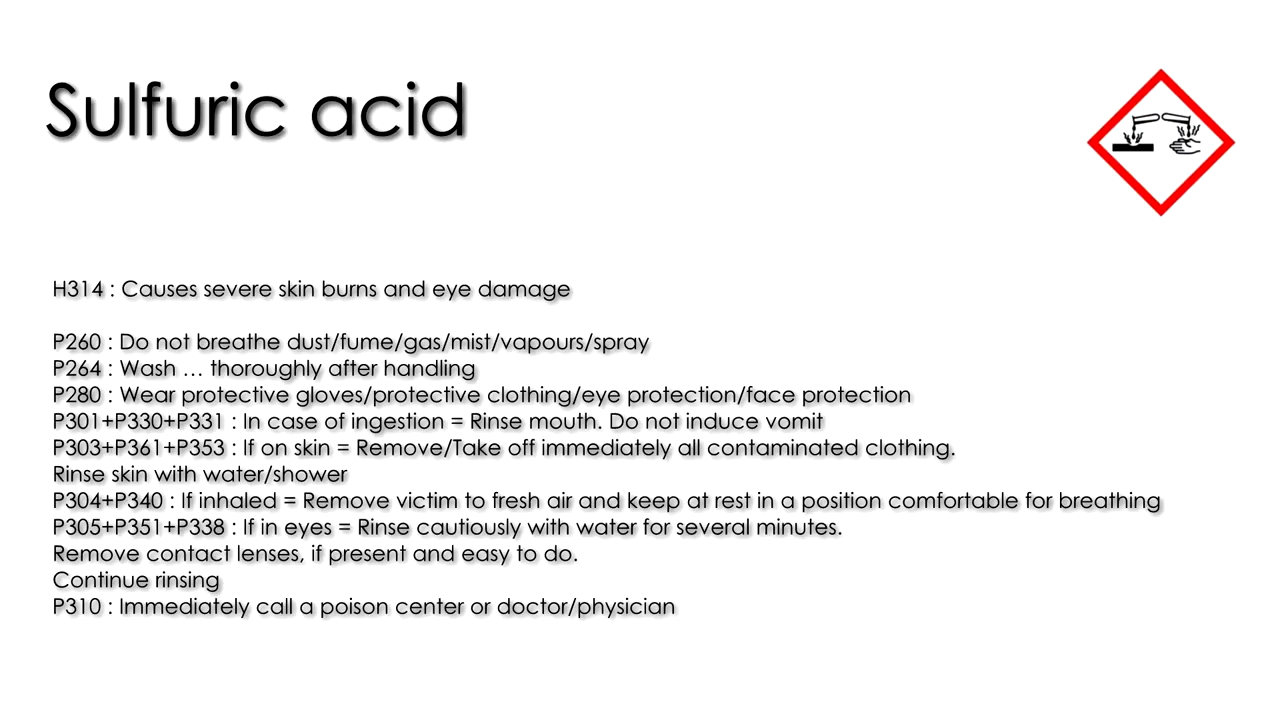 Sulfuric acid
H314 : Causes severe skin burns and eye damage
P260 : Do not breathe dust/fume/gas/mist/vapours/spray
P264 : Wash … thoroughly after handling
P280 : Wear protective gloves/protective clothing/eye protection/face protection
P301+P330+P331 : In case of ingestion = Rinse mouth. Do not induce vomit
P303+P361+P353 : If on skin = Remove/Take off immediately all contaminated clothing.
Rinse skin with water/shower
P304+P340 : If inhaled = Remove victim to fresh air and keep at rest in a position comfortable for breathing
P305+P351+P338 : If in eyes = Rinse cautiously with water for several minutes.
Remove contact lenses, if present and easy to do.
Continue rinsing
P310 : Immediately call a poison center or doctor/physician